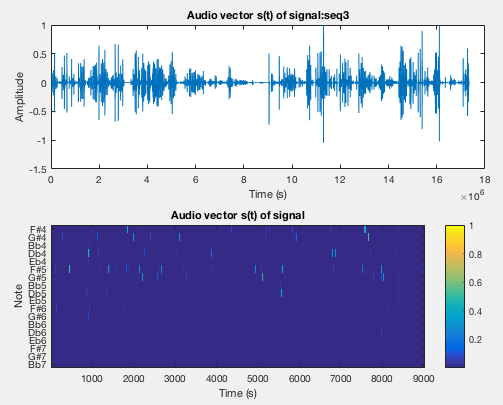 Audio vector s(t) of signal:seq3
1
0.5
0
-0.5
-1
-1.5
Amplitude
0 2 4 6 8 10 12 14 16 18
Time (s)
×10^6
Audio vector s(t) of signal
F#4
G#4
Bb4
Db4
Eb4
F#5
G#5
Bb5
Db5
Eb5
F#6
G#6
Bb6
Db6
Eb6
F#7
G#7
Bb7
Note
1000 2000 3000 4000 5000 6000 7000 8000 9000
Time (s)
1
0.8
0.6
0.4
0.2